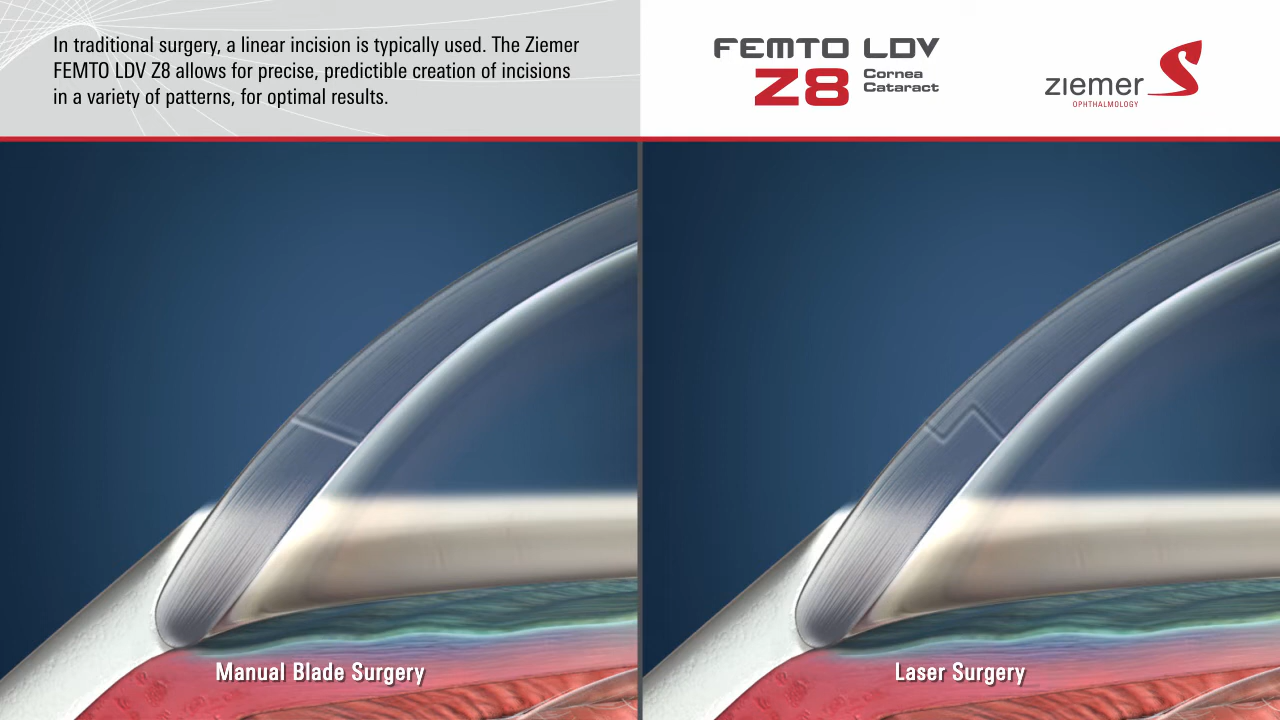 In traditional surgery, a linear incision is typically used. The Ziemer
FEMTO LDV Z8 allows for precise, predictible creation of incisions
in a variety of patterns, for optimal results.
FEMTO LDV
Z8 Cornea
Cataract
ziemer
OPHTHALMOLOGY
Manual Blade Surgery
Laser Surgery